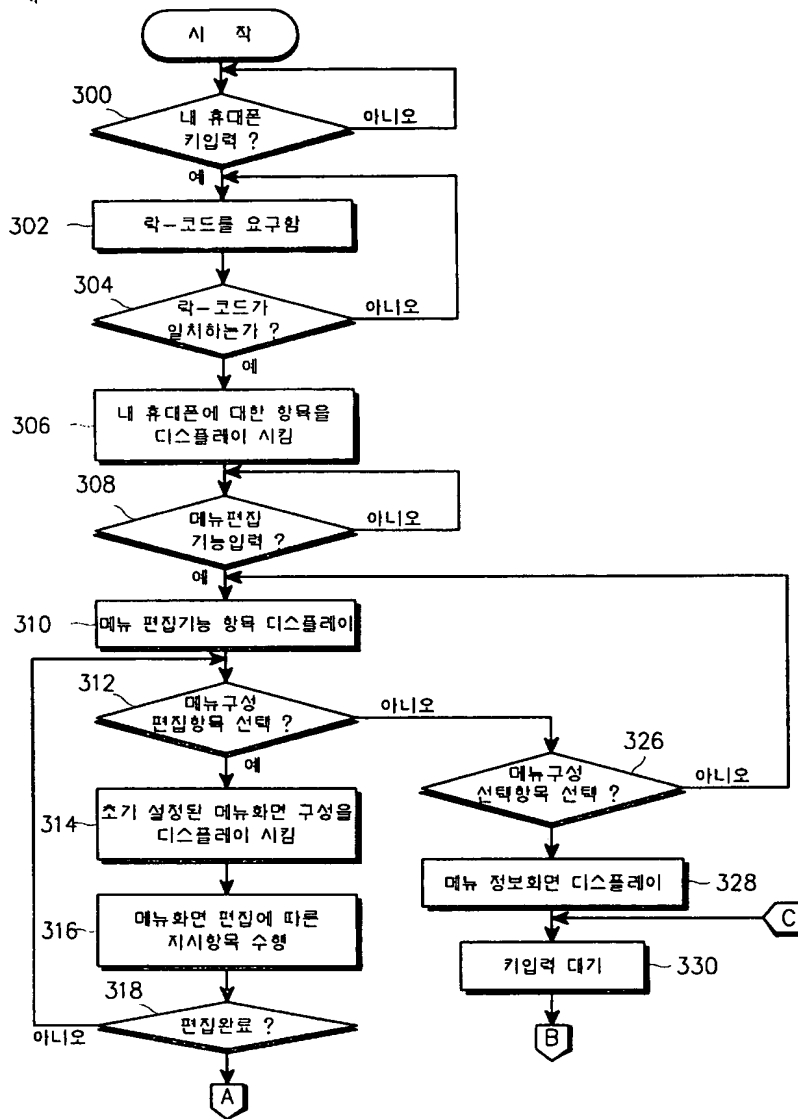 시 작
300
내 휴대폰
키입력 ?
아니오
예
302
락-코드를 요구함
304
락-코드가
일치하는가 ?
아니오
예
306
내 휴대폰에 대한 항목을
디스플레이 시킴
308
메뉴편집
기능입력 ?
아니오
예
310
메뉴 편집기능 항목 디스플레이
312
메뉴구성
편집항목 선택 ?
아니오
예
326
메뉴구성
선택항목 선택 ?
아니오
314
초기 설정된 메뉴화면 구성을
디스플레이 시킴
메뉴 정보화면 디스플레이
328
316
메뉴화면 편집에 따른
지시항목 수행
C
키입력 대기
330
318
편집완료 ?
아니오
B
A